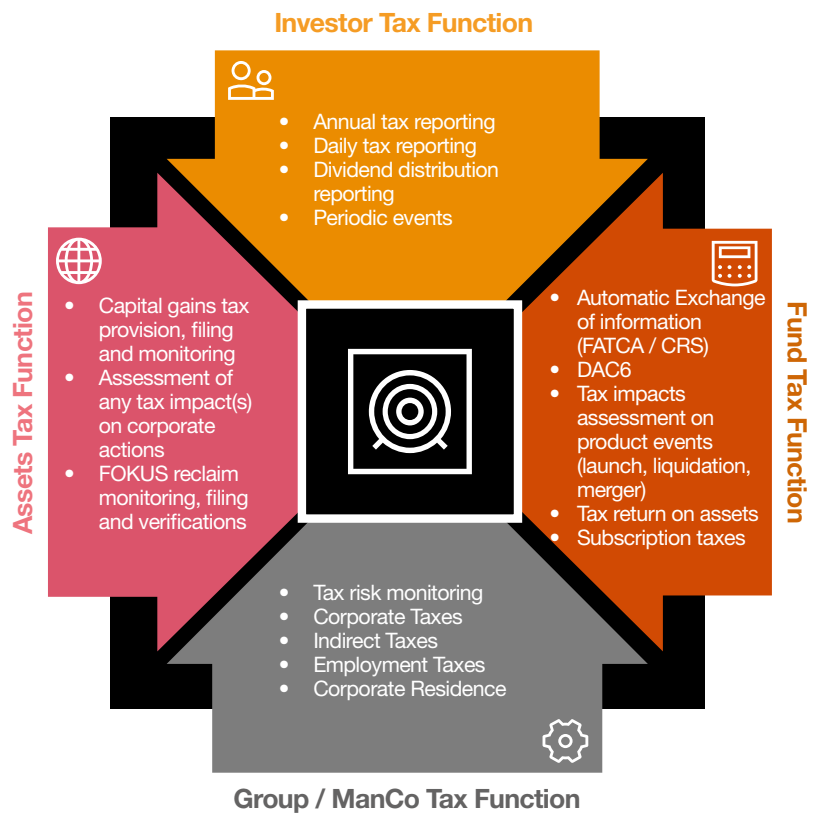 Investor Tax Function
• Annual tax reporting
• Daily tax reporting
• Dividend distribution
reporting
• Periodic events
Assets Tax Function
• Capital gains tax
provision, filing
and monitoring
• Assessment of
any tax impact(s)
on corporate
actions
• FOKUS reclaim
monitoring, filing
and verifications
• Automatic Exchange
of information
(FATCA / CRS)
• DAC6
• Tax impacts
assessment on
product events
(launch, liquidation,
merger)
• Tax return on assets
• Subscription taxes
Fund Tax Function
• Tax risk monitoring
• Corporate Taxes
• Indirect Taxes
• Employment Taxes
• Corporate Residence
Group / ManCo Tax Function